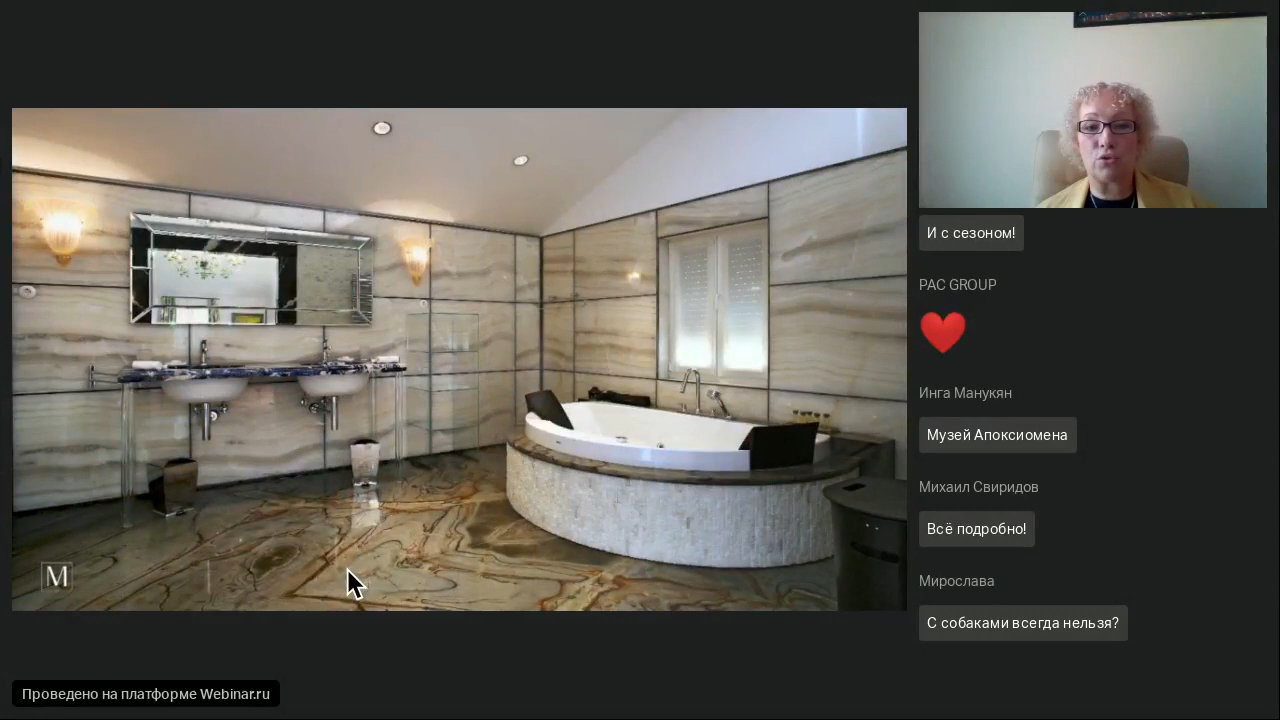 И с сезоном!
PAC GROUP
Инга Манукян
Музей Апоксиомена
Михаил Свиридов
Всё подробно!
Мирослава
С собаками всегда нельзя?
M
Проведено на платформе Webinar.ru